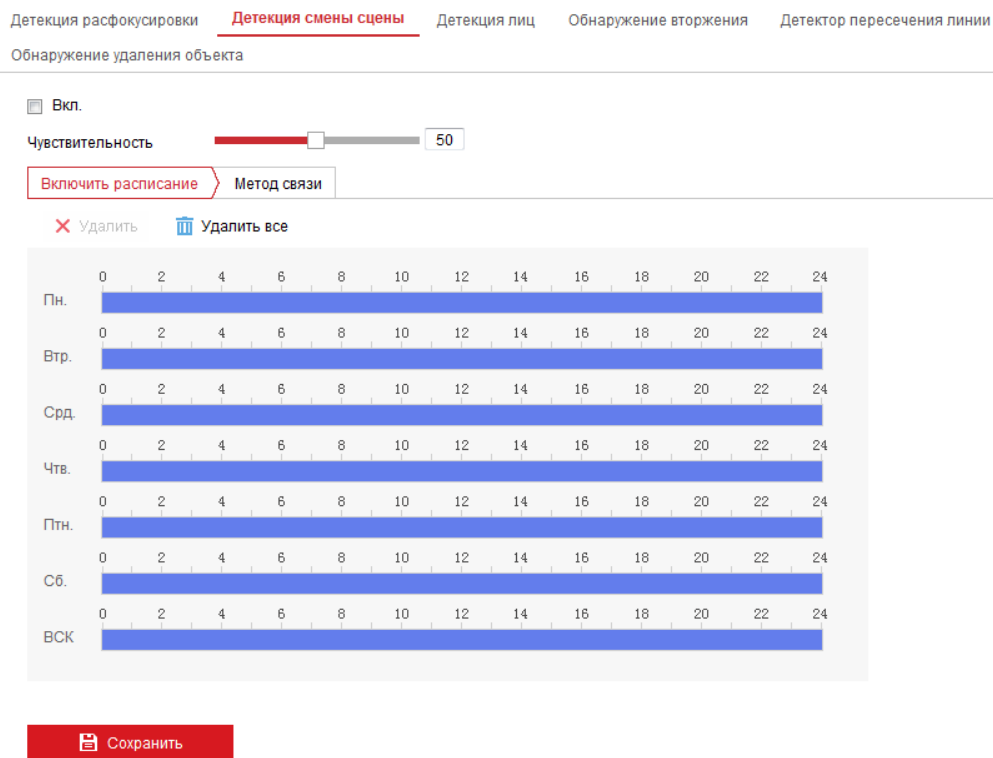 Детекция расфокусировки Детекция смены сцены Детекция лиц Обнаружение вторжения Детектор пересечения линии
Обнаружение удаления объекта
Вкл.
Чувствительность 50
Включить расписание Метод связи
Удалить Удалить все
0 2 4 6 8 10 12 14 16 18 20 22 24
Пн.
0 2 4 6 8 10 12 14 16 18 20 22 24
Втр.
0 2 4 6 8 10 12 14 16 18 20 22 24
Срд.
0 2 4 6 8 10 12 14 16 18 20 22 24
Чтв.
0 2 4 6 8 10 12 14 16 18 20 22 24
Птн.
0 2 4 6 8 10 12 14 16 18 20 22 24
Сб.
0 2 4 6 8 10 12 14 16 18 20 22 24
ВСК
Сохранить